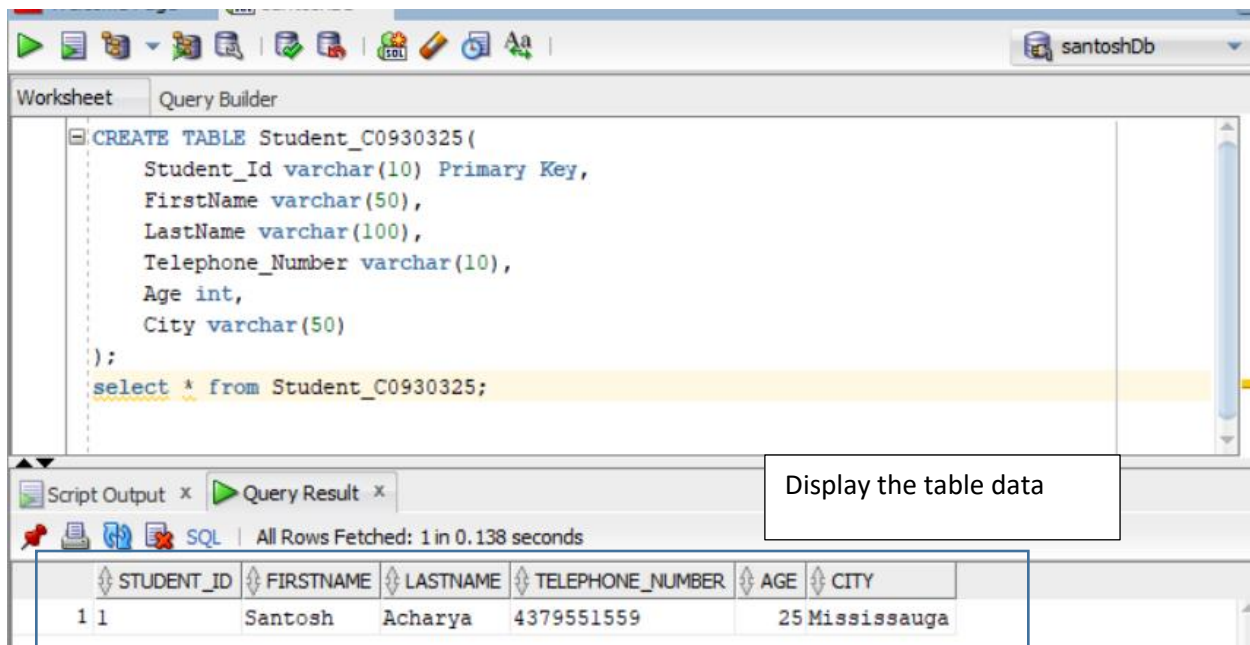 santoshDb
Worksheet Query Builder
CREATE TABLE Student_C0930325(
Student_Id varchar(10) Primary Key,
FirstName varchar(50),
LastName varchar(100),
Telephone_Number varchar(10),
Age int,
City varchar(50)
);
select * from Student_C0930325;
Display the table data
Script Output x Query Result x
SQL | All Rows Fetched: 1 in 0.138 seconds
STUDENT_ID FIRSTNAME LASTNAME TELEPHONE_NUMBER AGE CITY
1 1 Santosh Acharya 4379551559 25 Mississauga